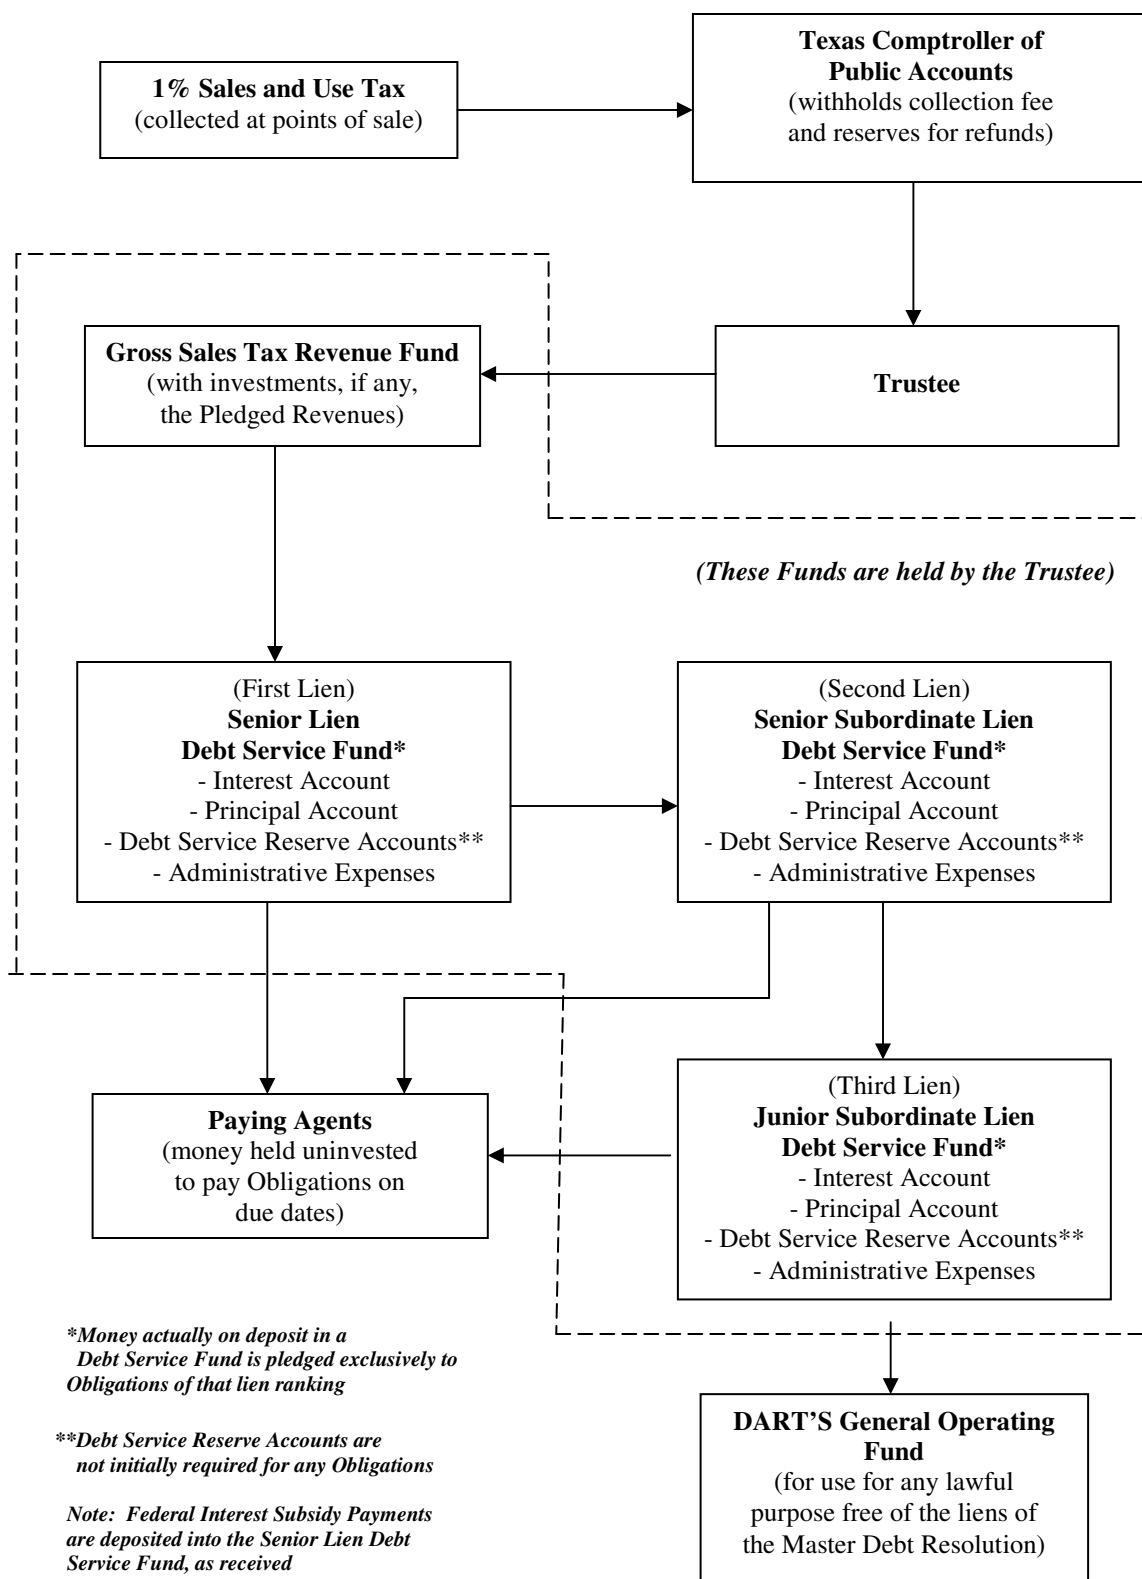 1% Sales and Use Tax
(collected at points of sale)
Texas Comptroller of
Public Accounts
(withholds collection fee
and reserves for refunds)
Gross Sales Tax Revenue Fund
(with investments, if any,
the Pledged Revenues)
Trustee
(These Funds are held by the Trustee)
(First Lien)
Senior Lien
Debt Service Fund*
- Interest Account
- Principal Account
- Debt Service Reserve Accounts**
- Administrative Expenses
(Second Lien)
Senior Subordinate Lien
Debt Service Fund*
- Interest Account
- Principal Account
- Debt Service Reserve Accounts**
- Administrative Expenses
Paying Agents
(money held uninvested
to pay Obligations on
due dates)
(Third Lien)
Junior Subordinate Lien
Debt Service Fund*
- Interest Account
- Principal Account
- Debt Service Reserve Accounts**
- Administrative Expenses
*Money actually on deposit in a
Debt Service Fund is pledged exclusively to
Obligations of that lien ranking
**Debt Service Reserve Accounts are
not initially required for any Obligations
Note: Federal Interest Subsidy Payments
are deposited into the Senior Lien Debt
Service Fund, as received
DART'S General Operating
Fund
(for use for any lawful
purpose free of the liens of
the Master Debt Resolution)